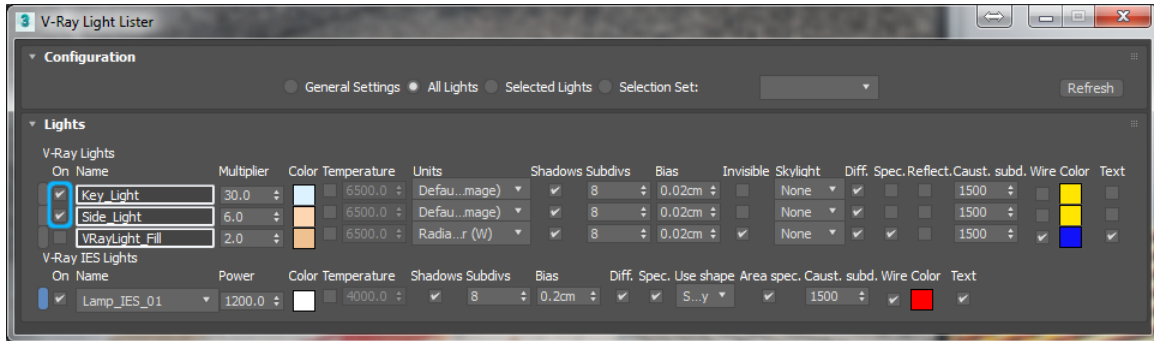 3 V-Ray Light Lister
Configuration
General Settings All Lights Selected Lights Selection Set:
Refresh
Lights
V-Ray Lights
On Name Multiplier Color Temperature Units Shadows Subdivs Bias Invisible Skylight Diff. Spec. Reflect. Caust. subd. Wire Color Text
Key_Light 30.0 6500.0 Defau...mage) 8 0.02cm None 1500
Side_Light 6.0 6500.0 Defau...mage) 8 0.02cm None 1500
VRayLight_Fill 2.0 6500.0 Radia...r (W) 8 0.02cm None 1500
V-Ray IES Lights
On Name Power Color Temperature Shadows Subdivs Bias Diff. Spec. Use shape Area spec. Caust. subd. Wire Color Text
Lamp_IES_01 1200.0 4000.0 8 0.2cm S...y 1500